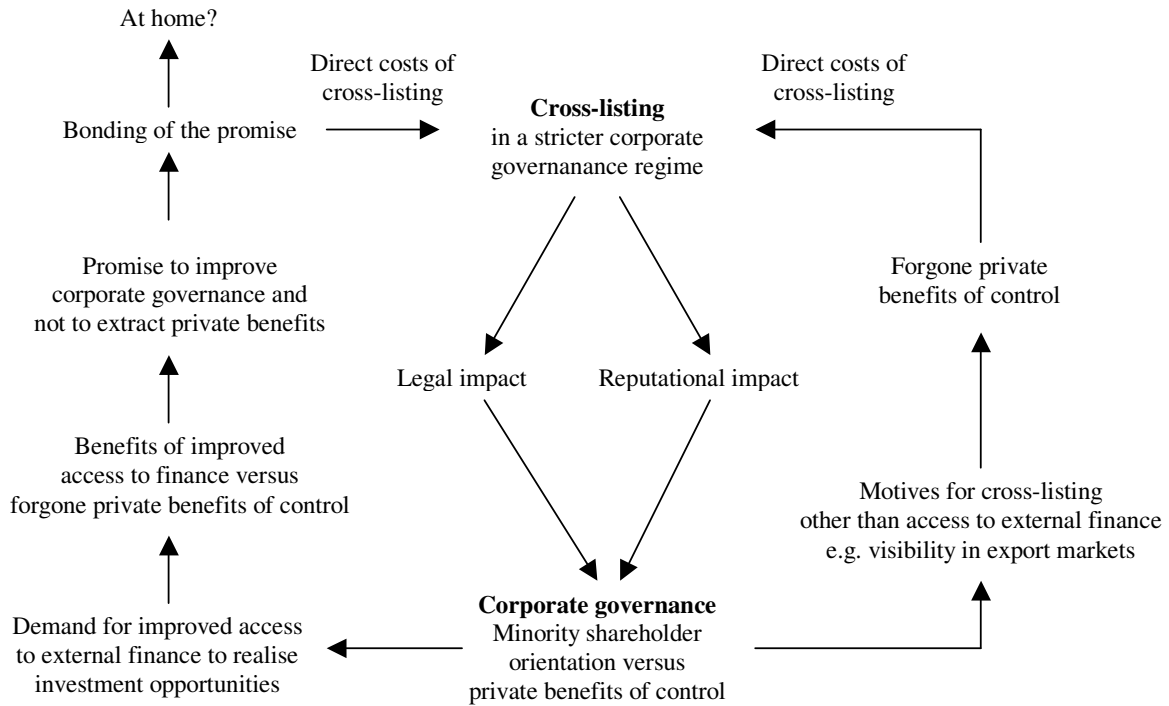 At home?
Direct costs of
cross-listing
Bonding of the promise
Cross-listing
in a stricter corporate
governanance regime
Direct costs of
cross-listing
Promise to improve
corporate governance and
not to extract private benefits
Forgone private
benefits of control
Legal impact
Reputational impact
Benefits of improved
access to finance versus
forgone private benefits of control
Motives for cross-listing
other than access to external finance
e.g. visibility in export markets
Demand for improved access
to external finance to realise
investment opportunities
Corporate governance
Minority shareholder
orientation versus
private benefits of control